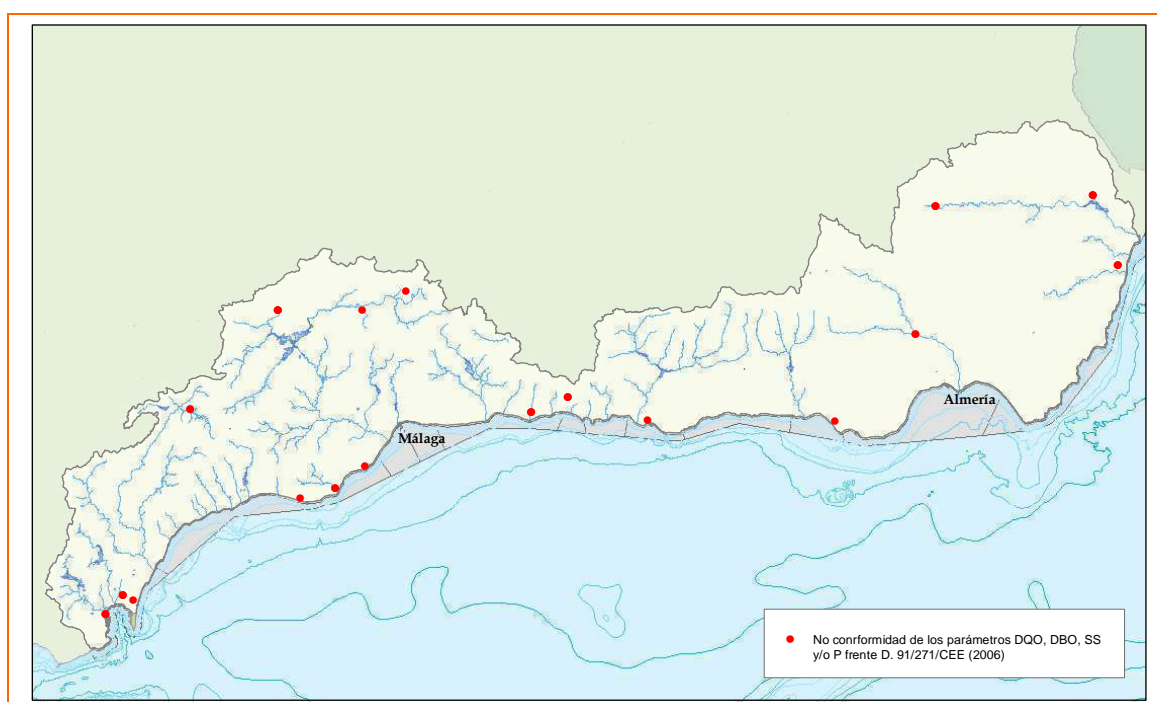 Almería
Málaga
No conrformidad de los parámetros DQO, DBO, SS
y/o P frente D. 91/271/CEE (2006)